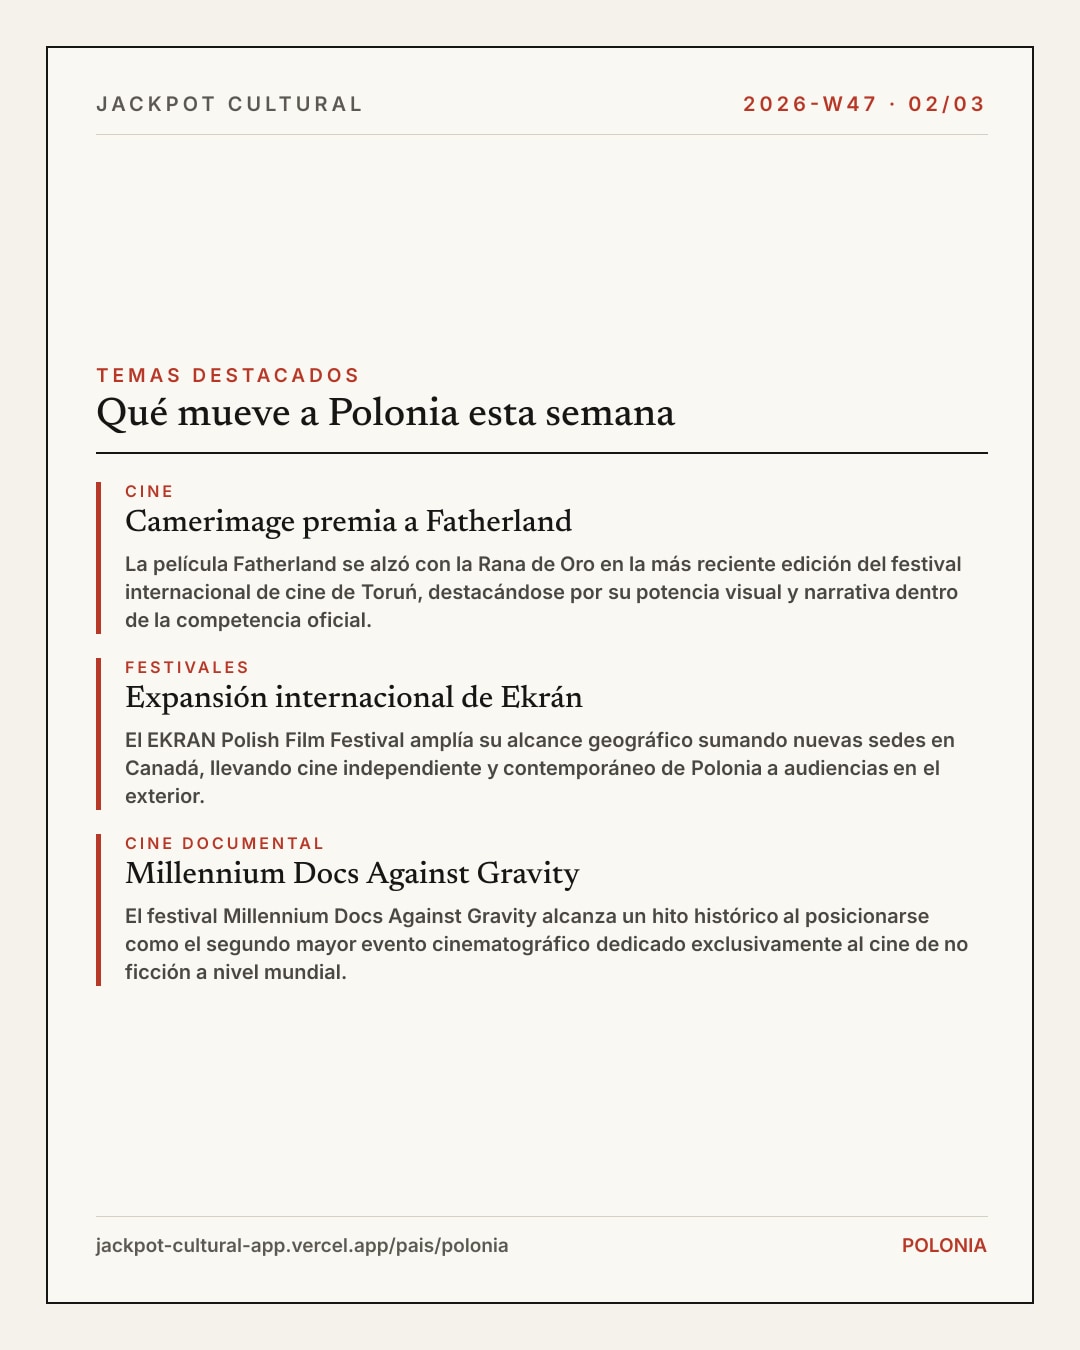 JACKPOT CULTURAL
2026-W47 · 02/03
TEMAS DESTACADOS
Qué mueve a Polonia esta semana
CINE
Camerimage premia a Fatherland
La película Fatherland se alzó con la Rana de Oro en la más reciente edición del festival
internacional de cine de Toruń, destacándose por su potencia visual y narrativa dentro
de la competencia oficial.
FESTIVALES
Expansión internacional de Ekrán
El EKRAN Polish Film Festival amplía su alcance geográfico sumando nuevas sedes en
Canadá, llevando cine independiente y contemporáneo de Polonia a audiencias en el
exterior.
CINE DOCUMENTAL
Millennium Docs Against Gravity
El festival Millennium Docs Against Gravity alcanza un hito histórico al posicionarse
como el segundo mayor evento cinematográfico dedicado exclusivamente al cine de no
ficción a nivel mundial.
jackpot-cultural-app.vercel.app/pais/polonia
POLONIA